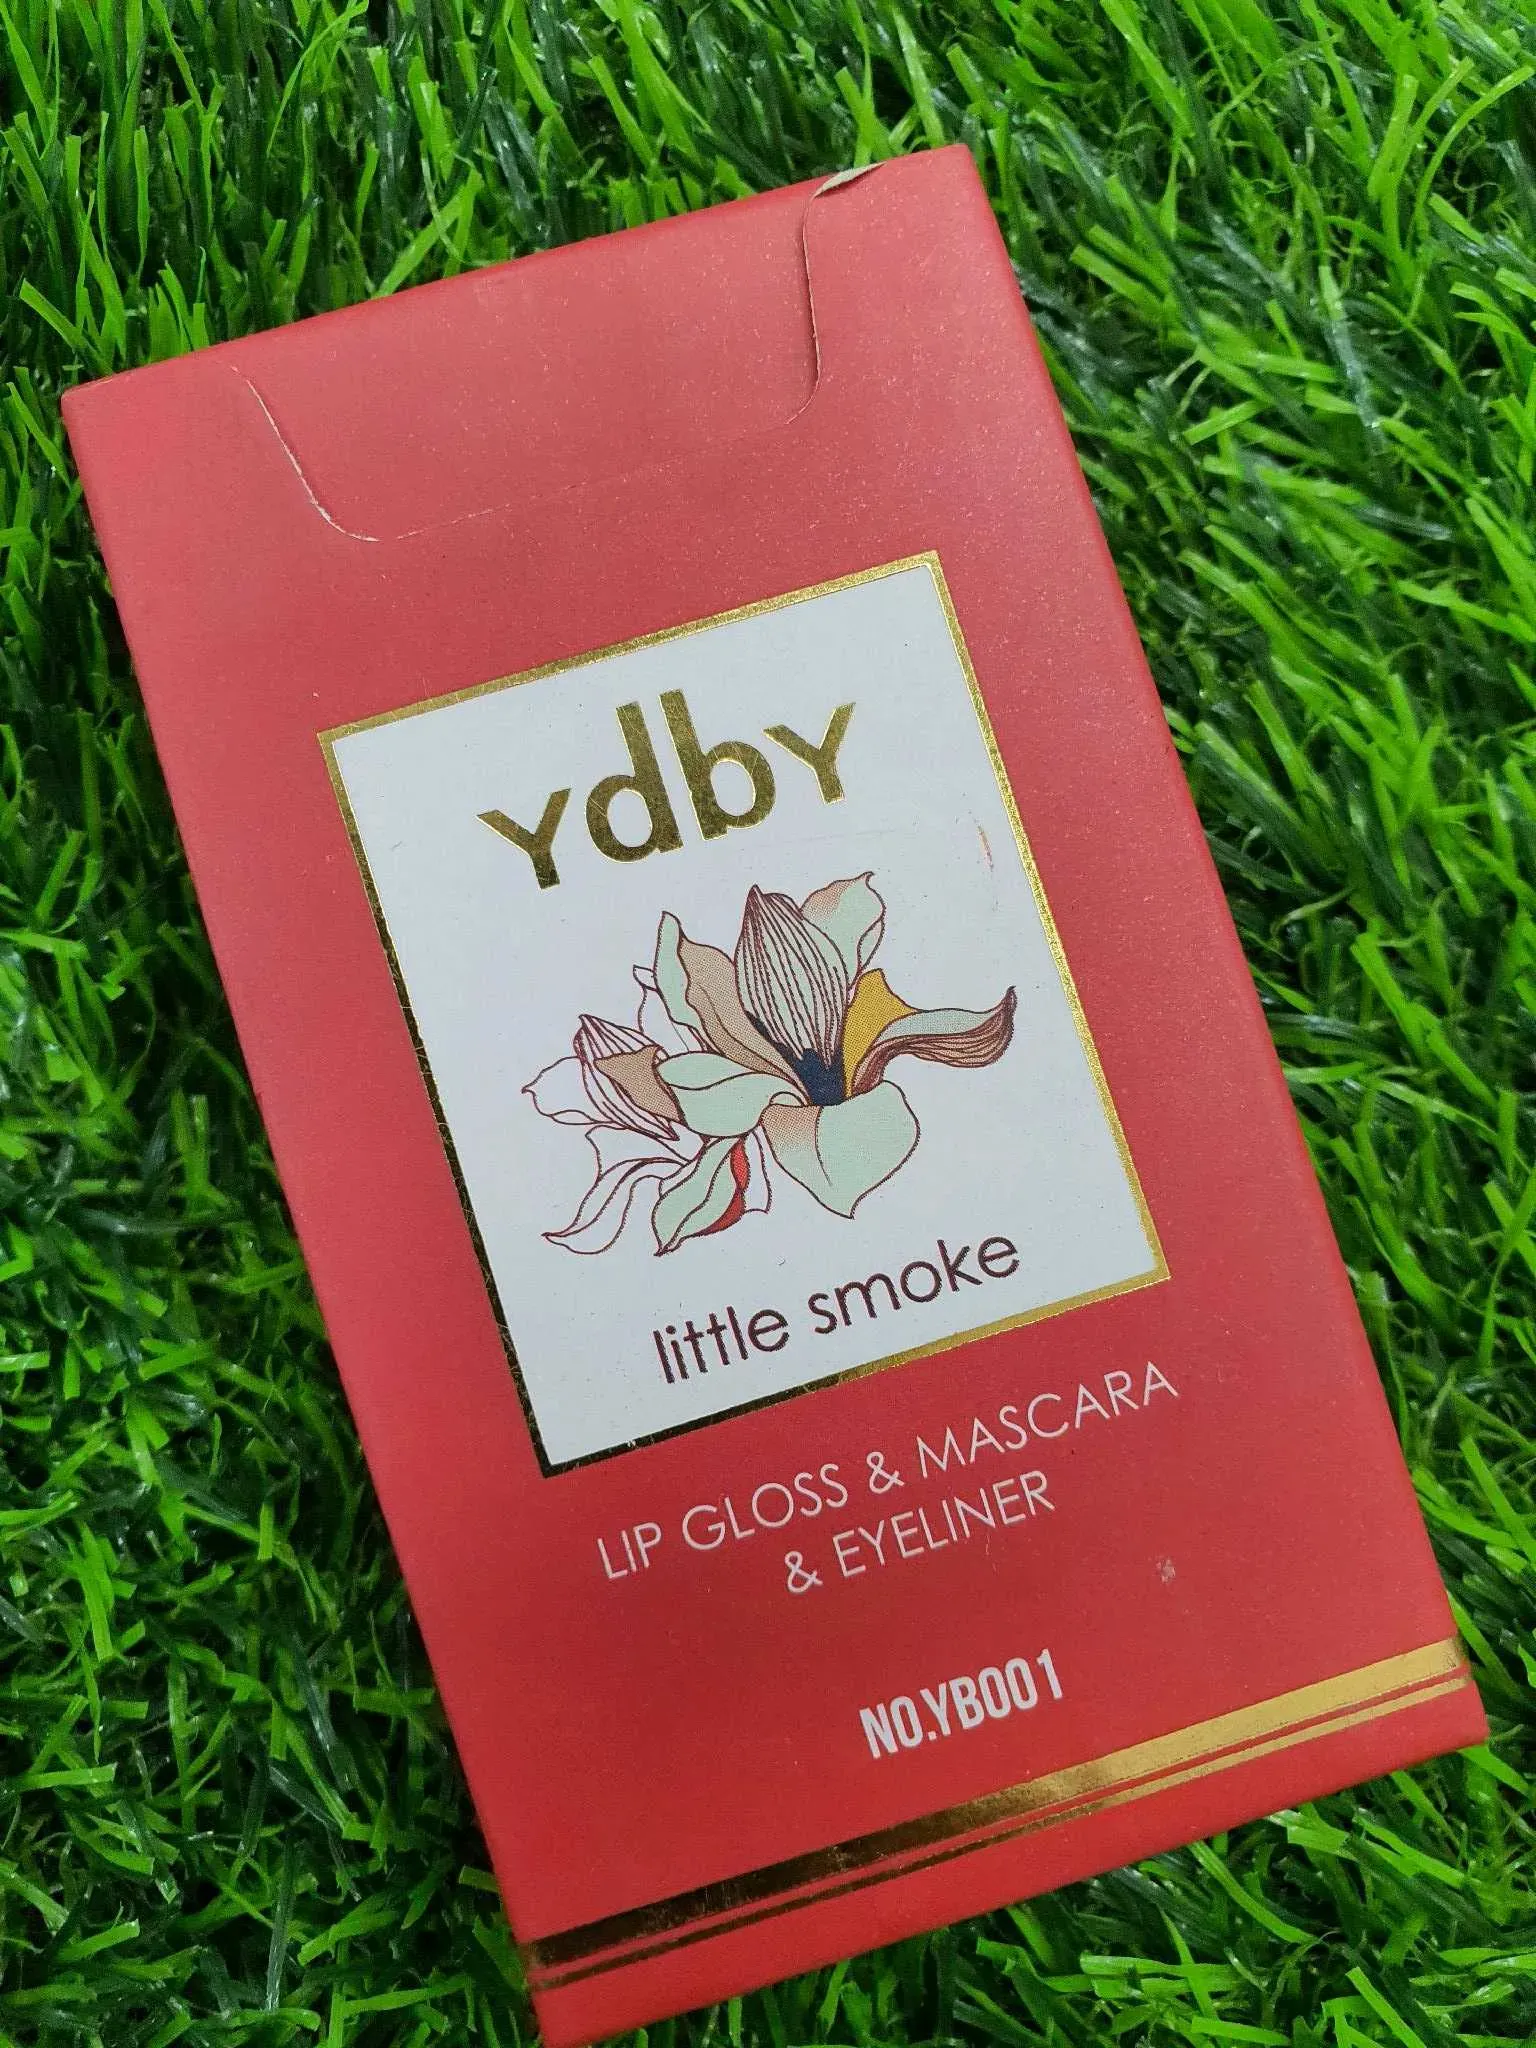 YdbY
little smoke
LIP GLOSS & MASCARA
& EYELINER
NO.YB001